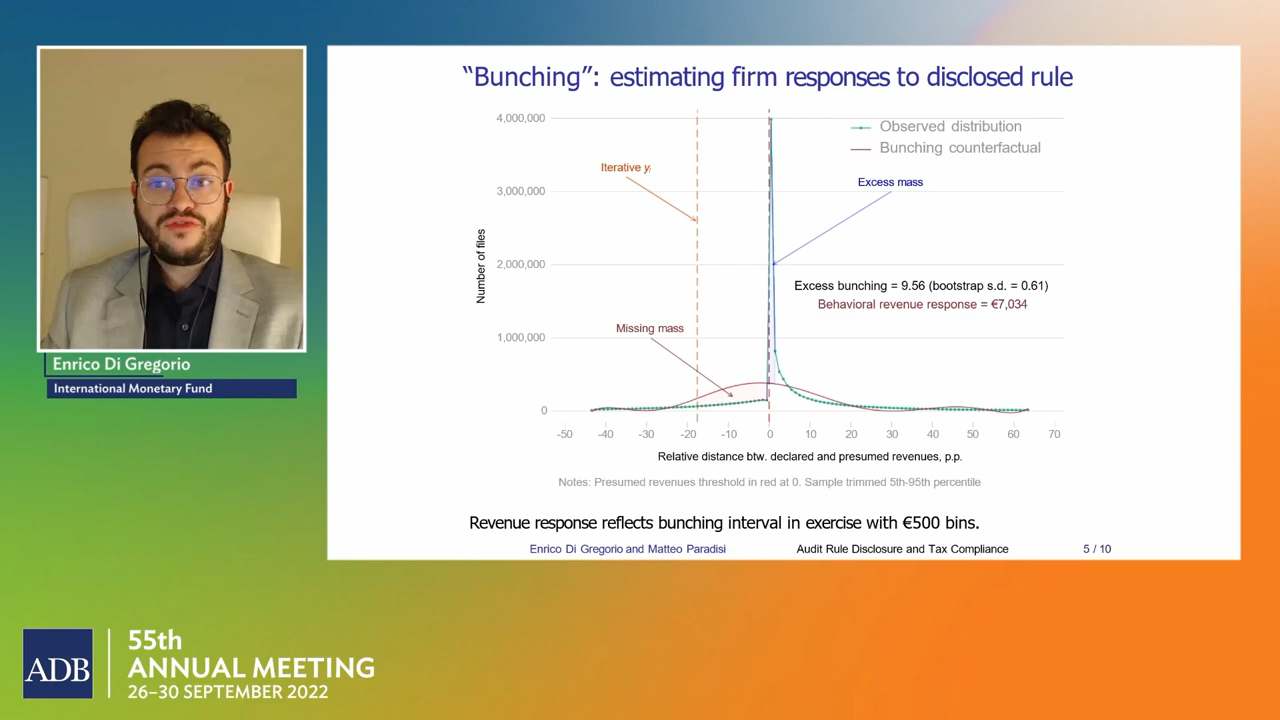 “Bunching”: estimating firm responses to disclosed rule
4,000,000
3,000,000
2,000,000
1,000,000
0
Number of files
Observed distribution
Bunching counterfactual
Iterative yₗ
Excess mass
Excess bunching = 9.56 (bootstrap s.d. = 0.61)
Behavioral revenue response = €7,034
Missing mass
-50 -40 -30 -20 -10 0 10 20 30 40 50 60 70
Relative distance btw. declared and presumed revenues, p.p.
Notes: Presumed revenues threshold in red at 0. Sample trimmed 5th-95th percentile
Revenue response reflects bunching interval in exercise with €500 bins.
Enrico Di Gregorio and Matteo Paradisi Audit Rule Disclosure and Tax Compliance 5 / 10
Enrico Di Gregorio
International Monetary Fund
ADB
55th
ANNUAL MEETING
26–30 SEPTEMBER 2022